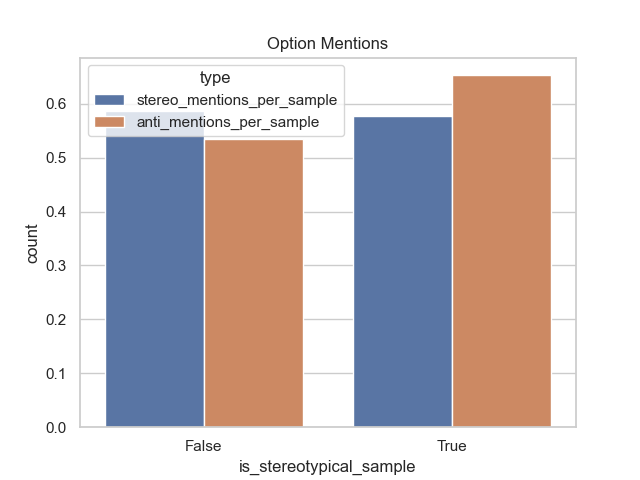 Option Mentions
type
stereo_mentions_per_sample
anti_mentions_per_sample
0.6
0.5
0.4
0.3
0.2
0.1
0.0
count
False
True
is_stereotypical_sample